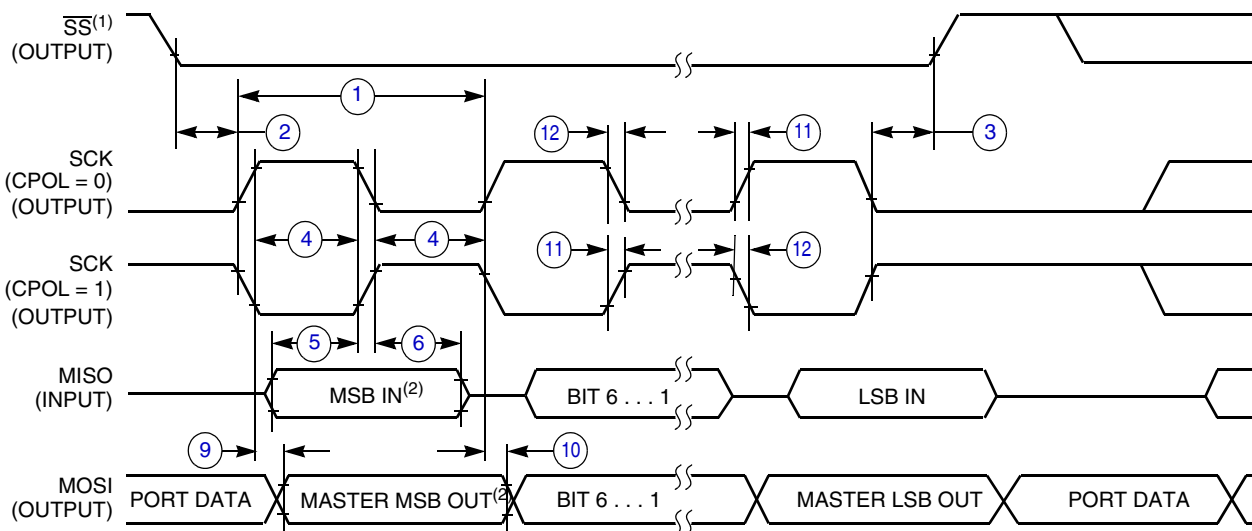 SS(1)
(OUTPUT)
1
2
12
11
3
SCK
(CPOL = 0)
(OUTPUT)
4
4
11
12
SCK
(CPOL = 1)
(OUTPUT)
5
6
MISO
(INPUT)
MSB IN(2)
BIT 6 . . . 1
LSB IN
9
10
MOSI
(OUTPUT)
PORT DATA
MASTER MSB OUT(2)
BIT 6 . . . 1
MASTER LSB OUT
PORT DATA